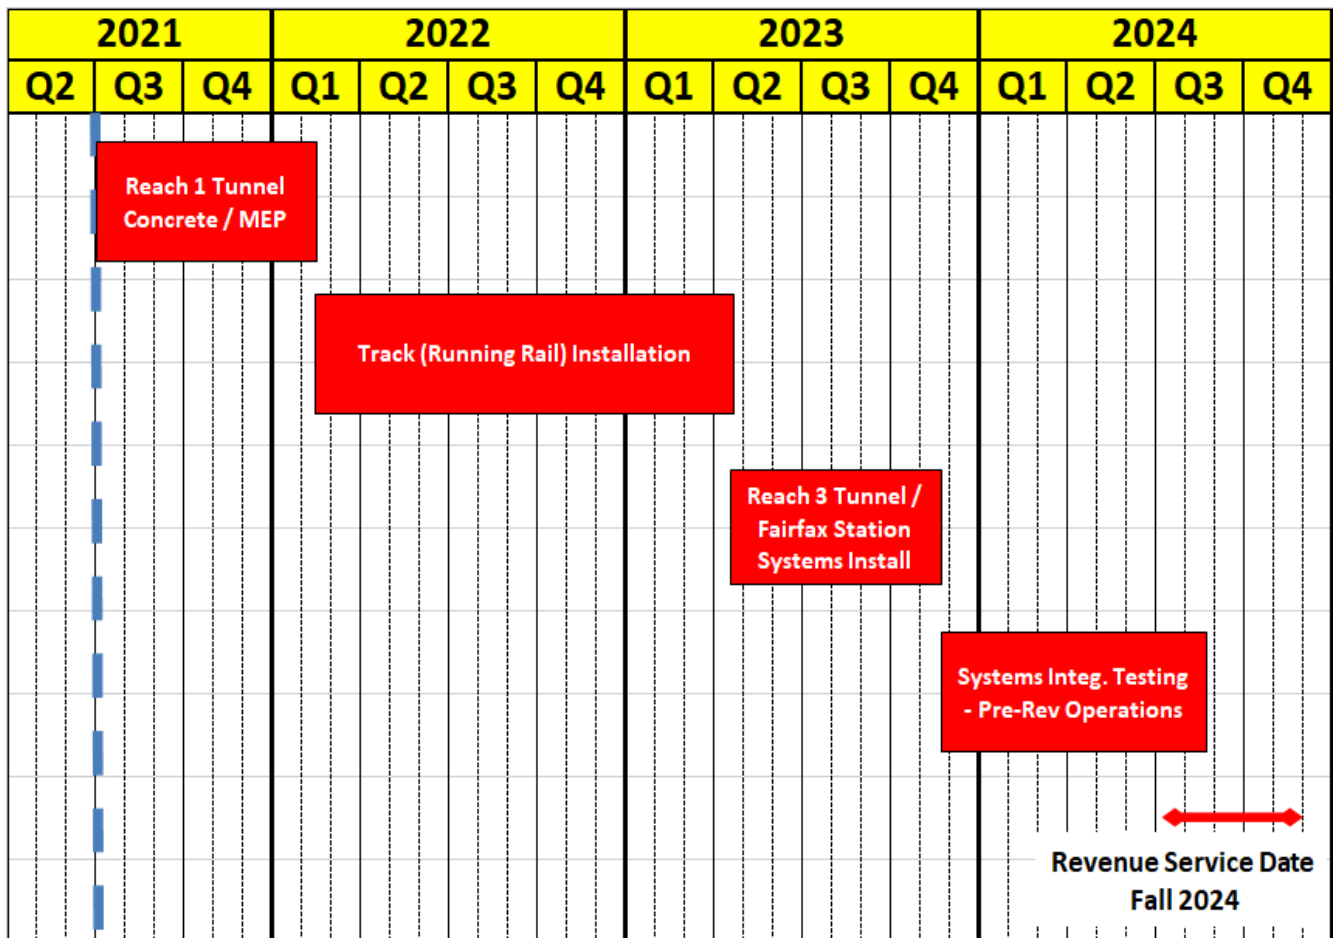 2021 2022 2023 2024
Q2 Q3 Q4 Q1 Q2 Q3 Q4 Q1 Q2 Q3 Q4 Q1 Q2 Q3 Q4
Reach 1 Tunnel
Concrete / MEP
Track (Running Rail) Installation
Reach 3 Tunnel /
Fairfax Station
Systems Install
Systems Integ. Testing
- Pre-Rev Operations
Revenue Service Date
Fall 2024